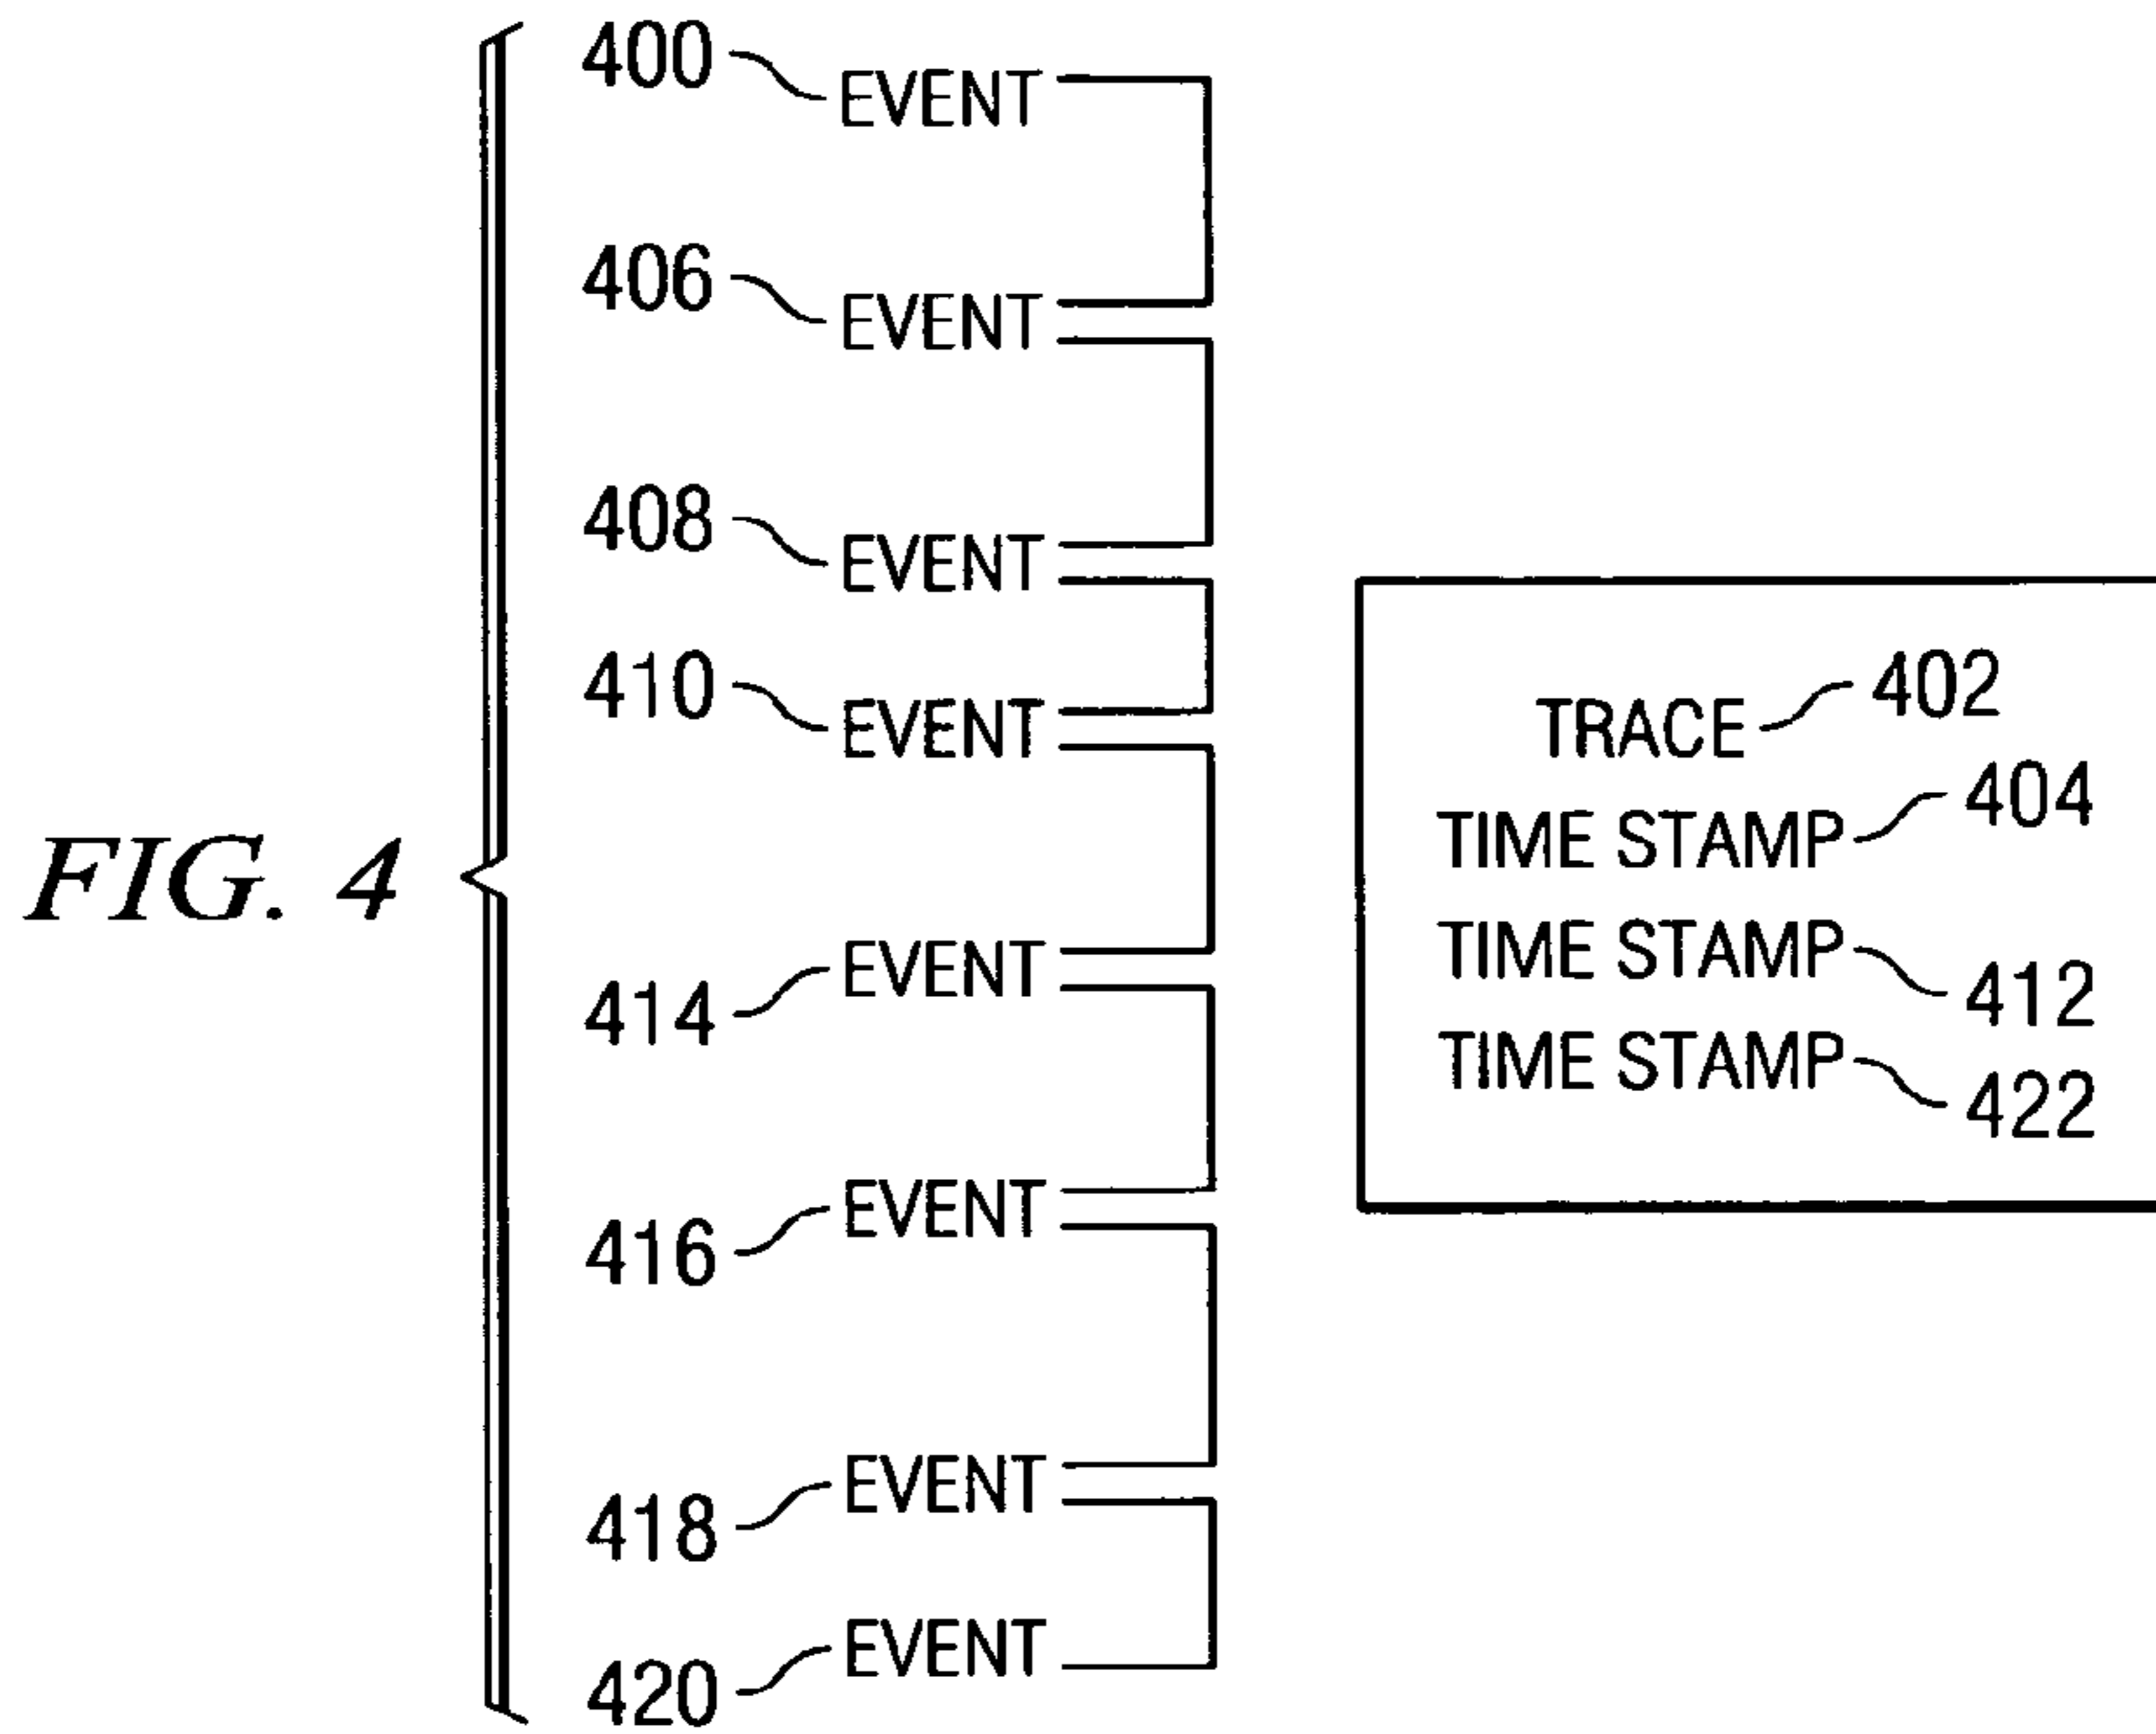 400
EVENT
406
EVENT
408
EVENT
410
EVENT
FIG. 4
414
EVENT
416
EVENT
418
EVENT
420
EVENT
TRACE 402
TIME STAMP 404
TIME STAMP 412
TIME STAMP 422